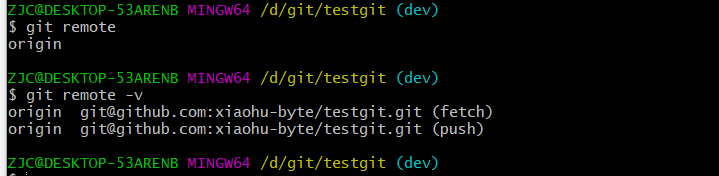 ZJC@DESKTOP-53ARENB MINGW64 /d/git/testgit (dev)
$ git remote
origin
ZJC@DESKTOP-53ARENB MINGW64 /d/git/testgit (dev)
$ git remote -v
origin  git@github.com:xiaohu-byte/testgit.git (fetch)
origin  git@github.com:xiaohu-byte/testgit.git (push)
ZJC@DESKTOP-53ARENB MINGW64 /d/git/testgit (dev)
$